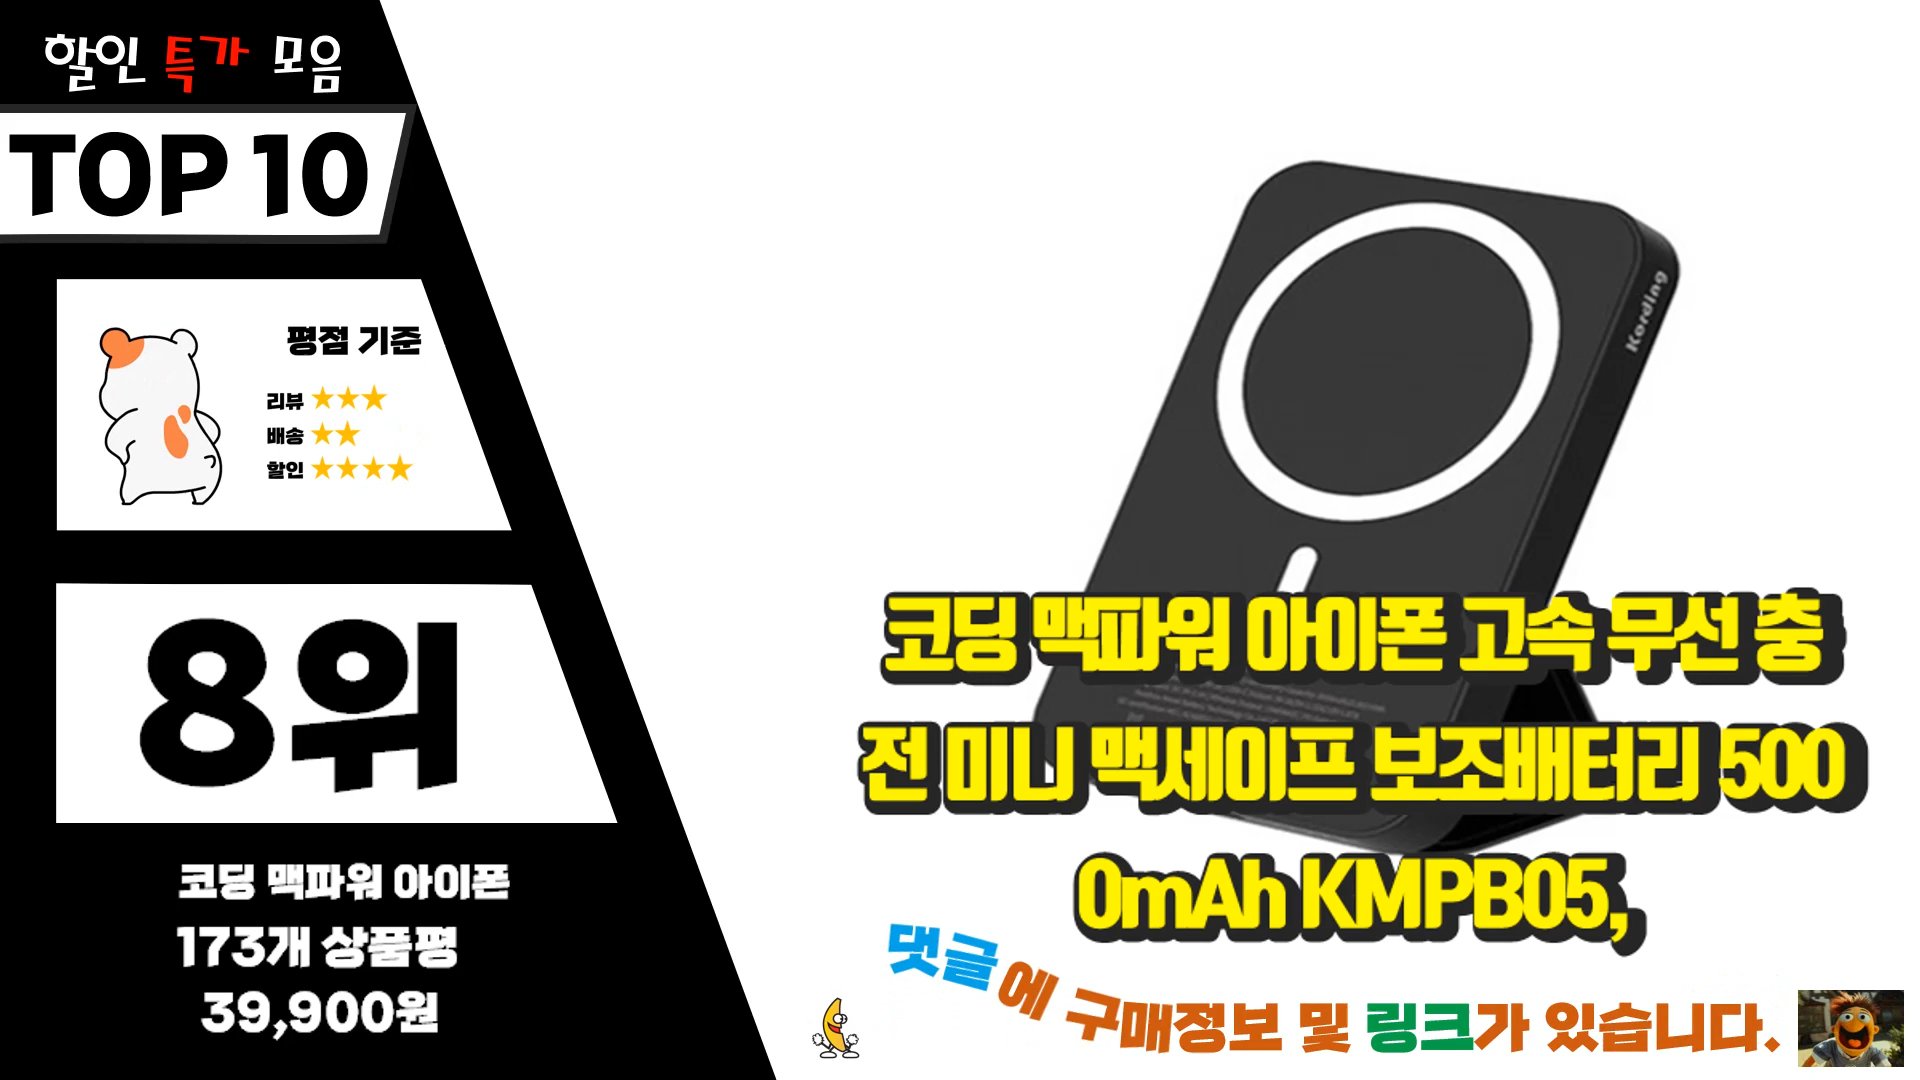 할인 특가 모음
TOP 10
평점 기준
리뷰 ★★★
배송 ★★
할인 ★★★★
8위
코딩 맥파워 아이폰
173개 상품평
39,900원
Kording
코딩 맥파워 아이폰 고속 무선 충
전 미니 맥세이프 보조배터리 500
0mAh KMPB05,
댓글에 구매정보 및 링크가 있습니다.